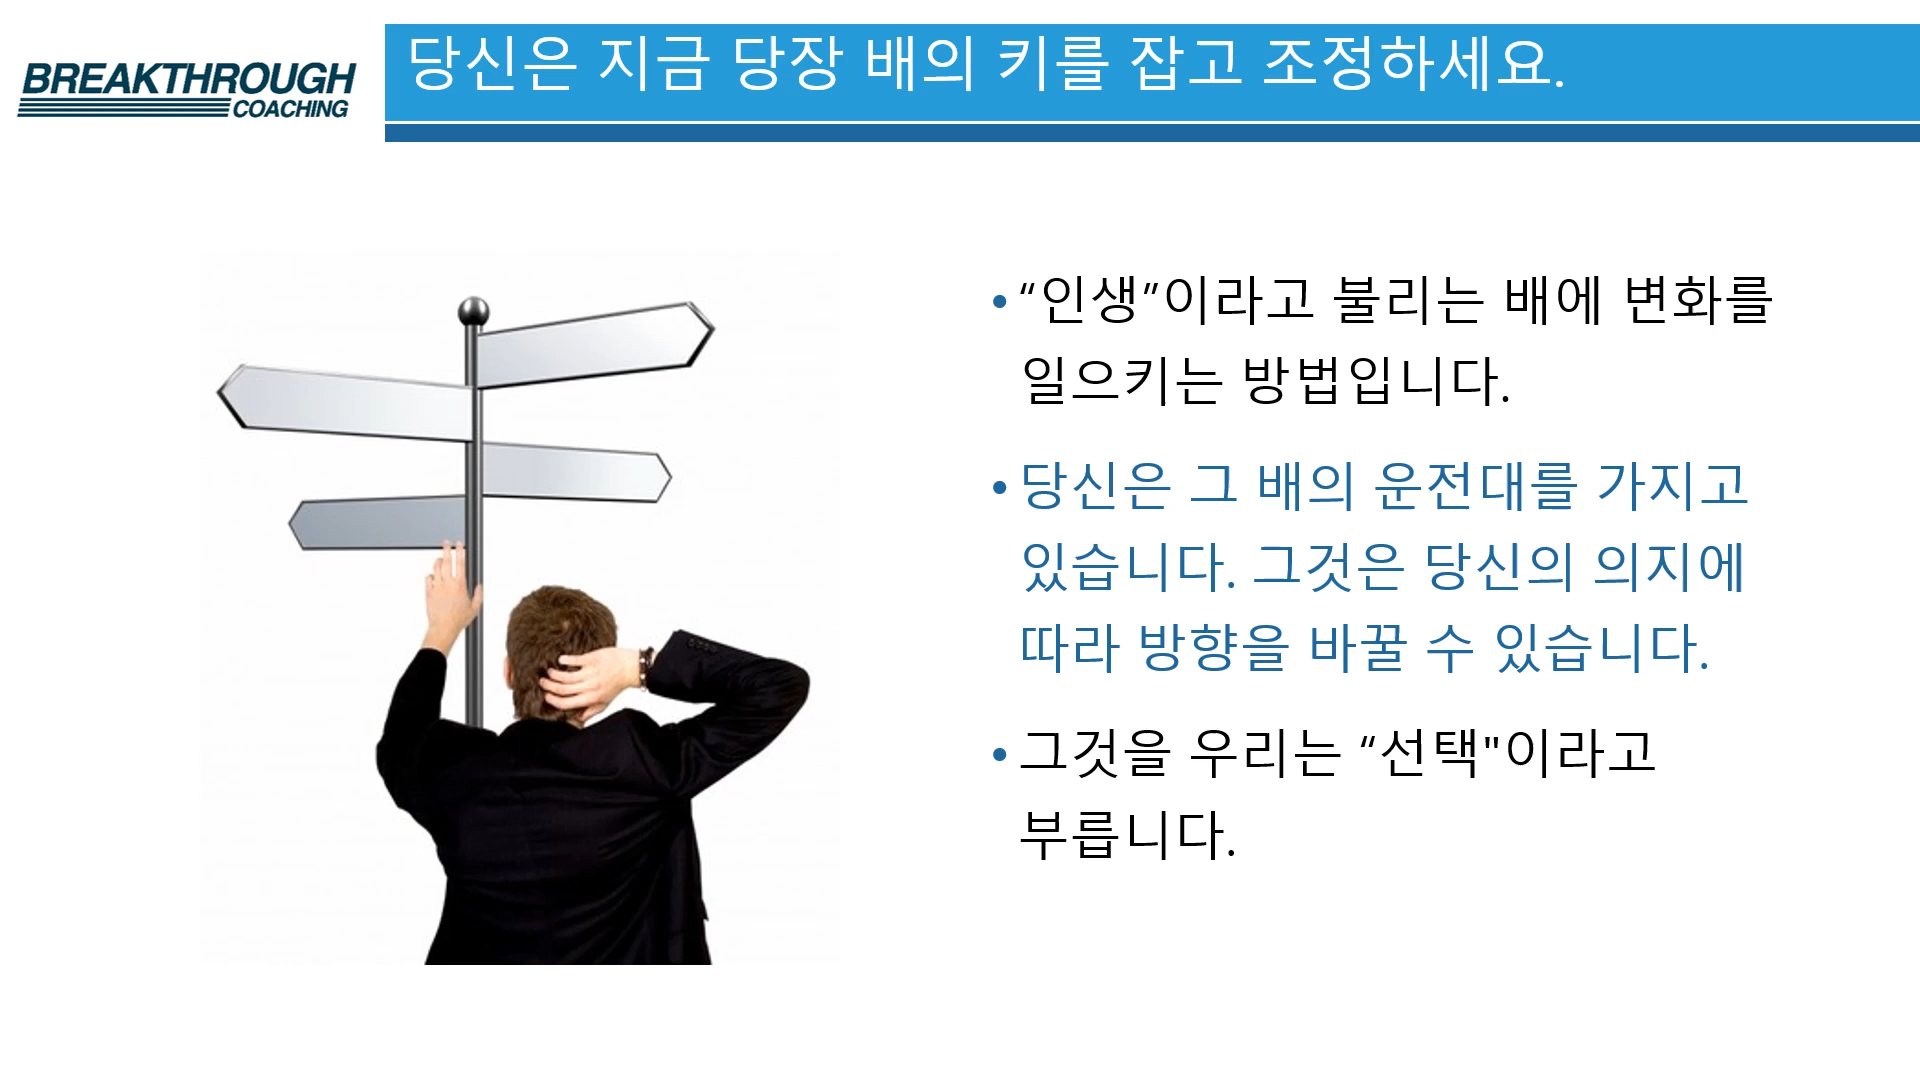 BREAKTHROUGH
COACHING
당신은 지금 당장 배의 키를 잡고 조정하세요.
• “인생”이라고 불리는 배에 변화를
일으키는 방법입니다.
• 당신은 그 배의 운전대를 가지고
있습니다. 그것은 당신의 의지에
따라 방향을 바꿀 수 있습니다.
• 그것을 우리는 “선택"이라고
부릅니다.